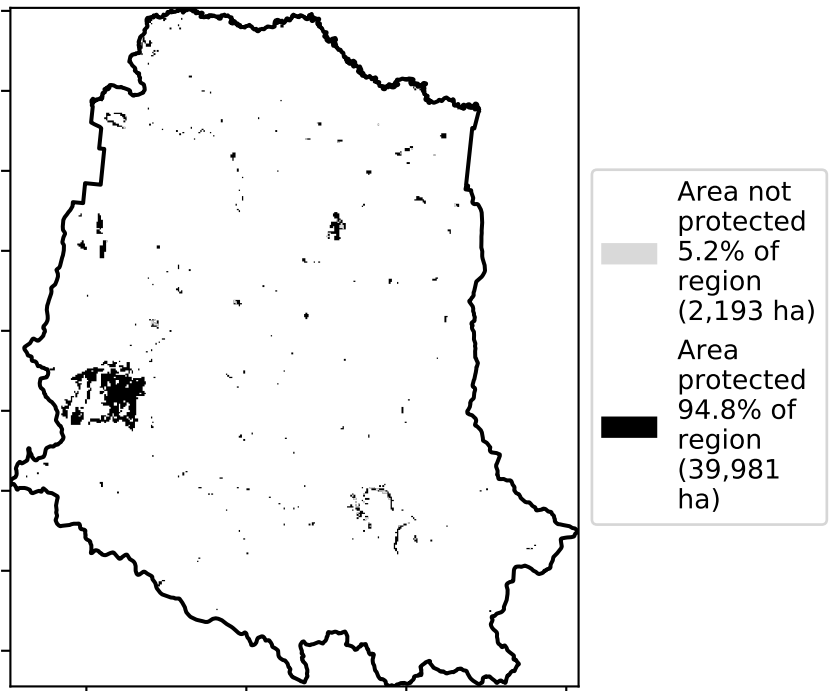 Area not
protected
5.2% of
region
(2,193 ha)
Area
protected
94.8% of
region
(39,981
ha)